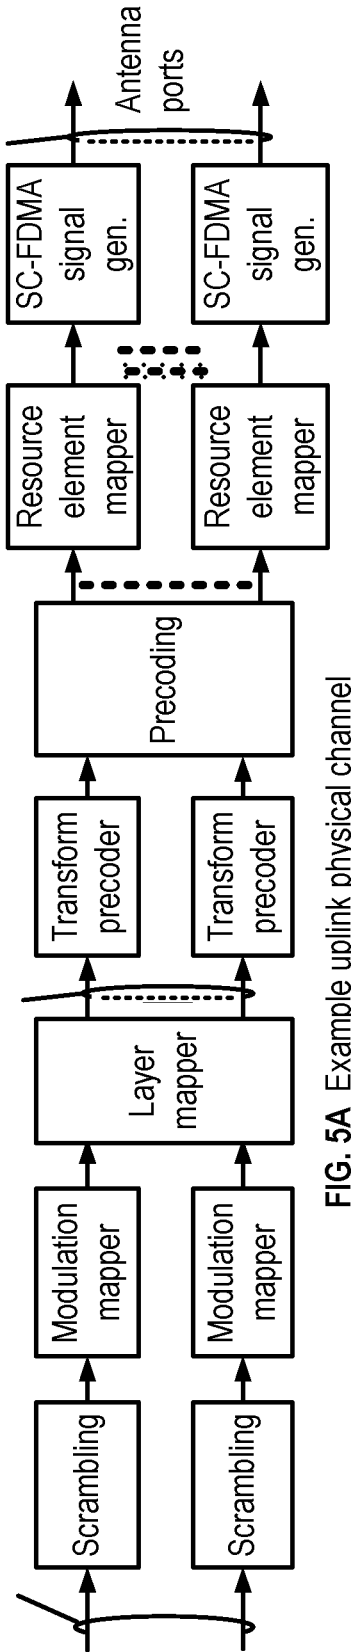 Scrambling
Scrambling
Modulation
mapper
Modulation
mapper
Layer
mapper
Transform
precoder
Transform
precoder
Precoding
Resource
element
mapper
Resource
element
mapper
SC-FDMA
signal
gen.
SC-FDMA
signal
gen.
Antenna
ports
FIG. 5A Example uplink physical channel